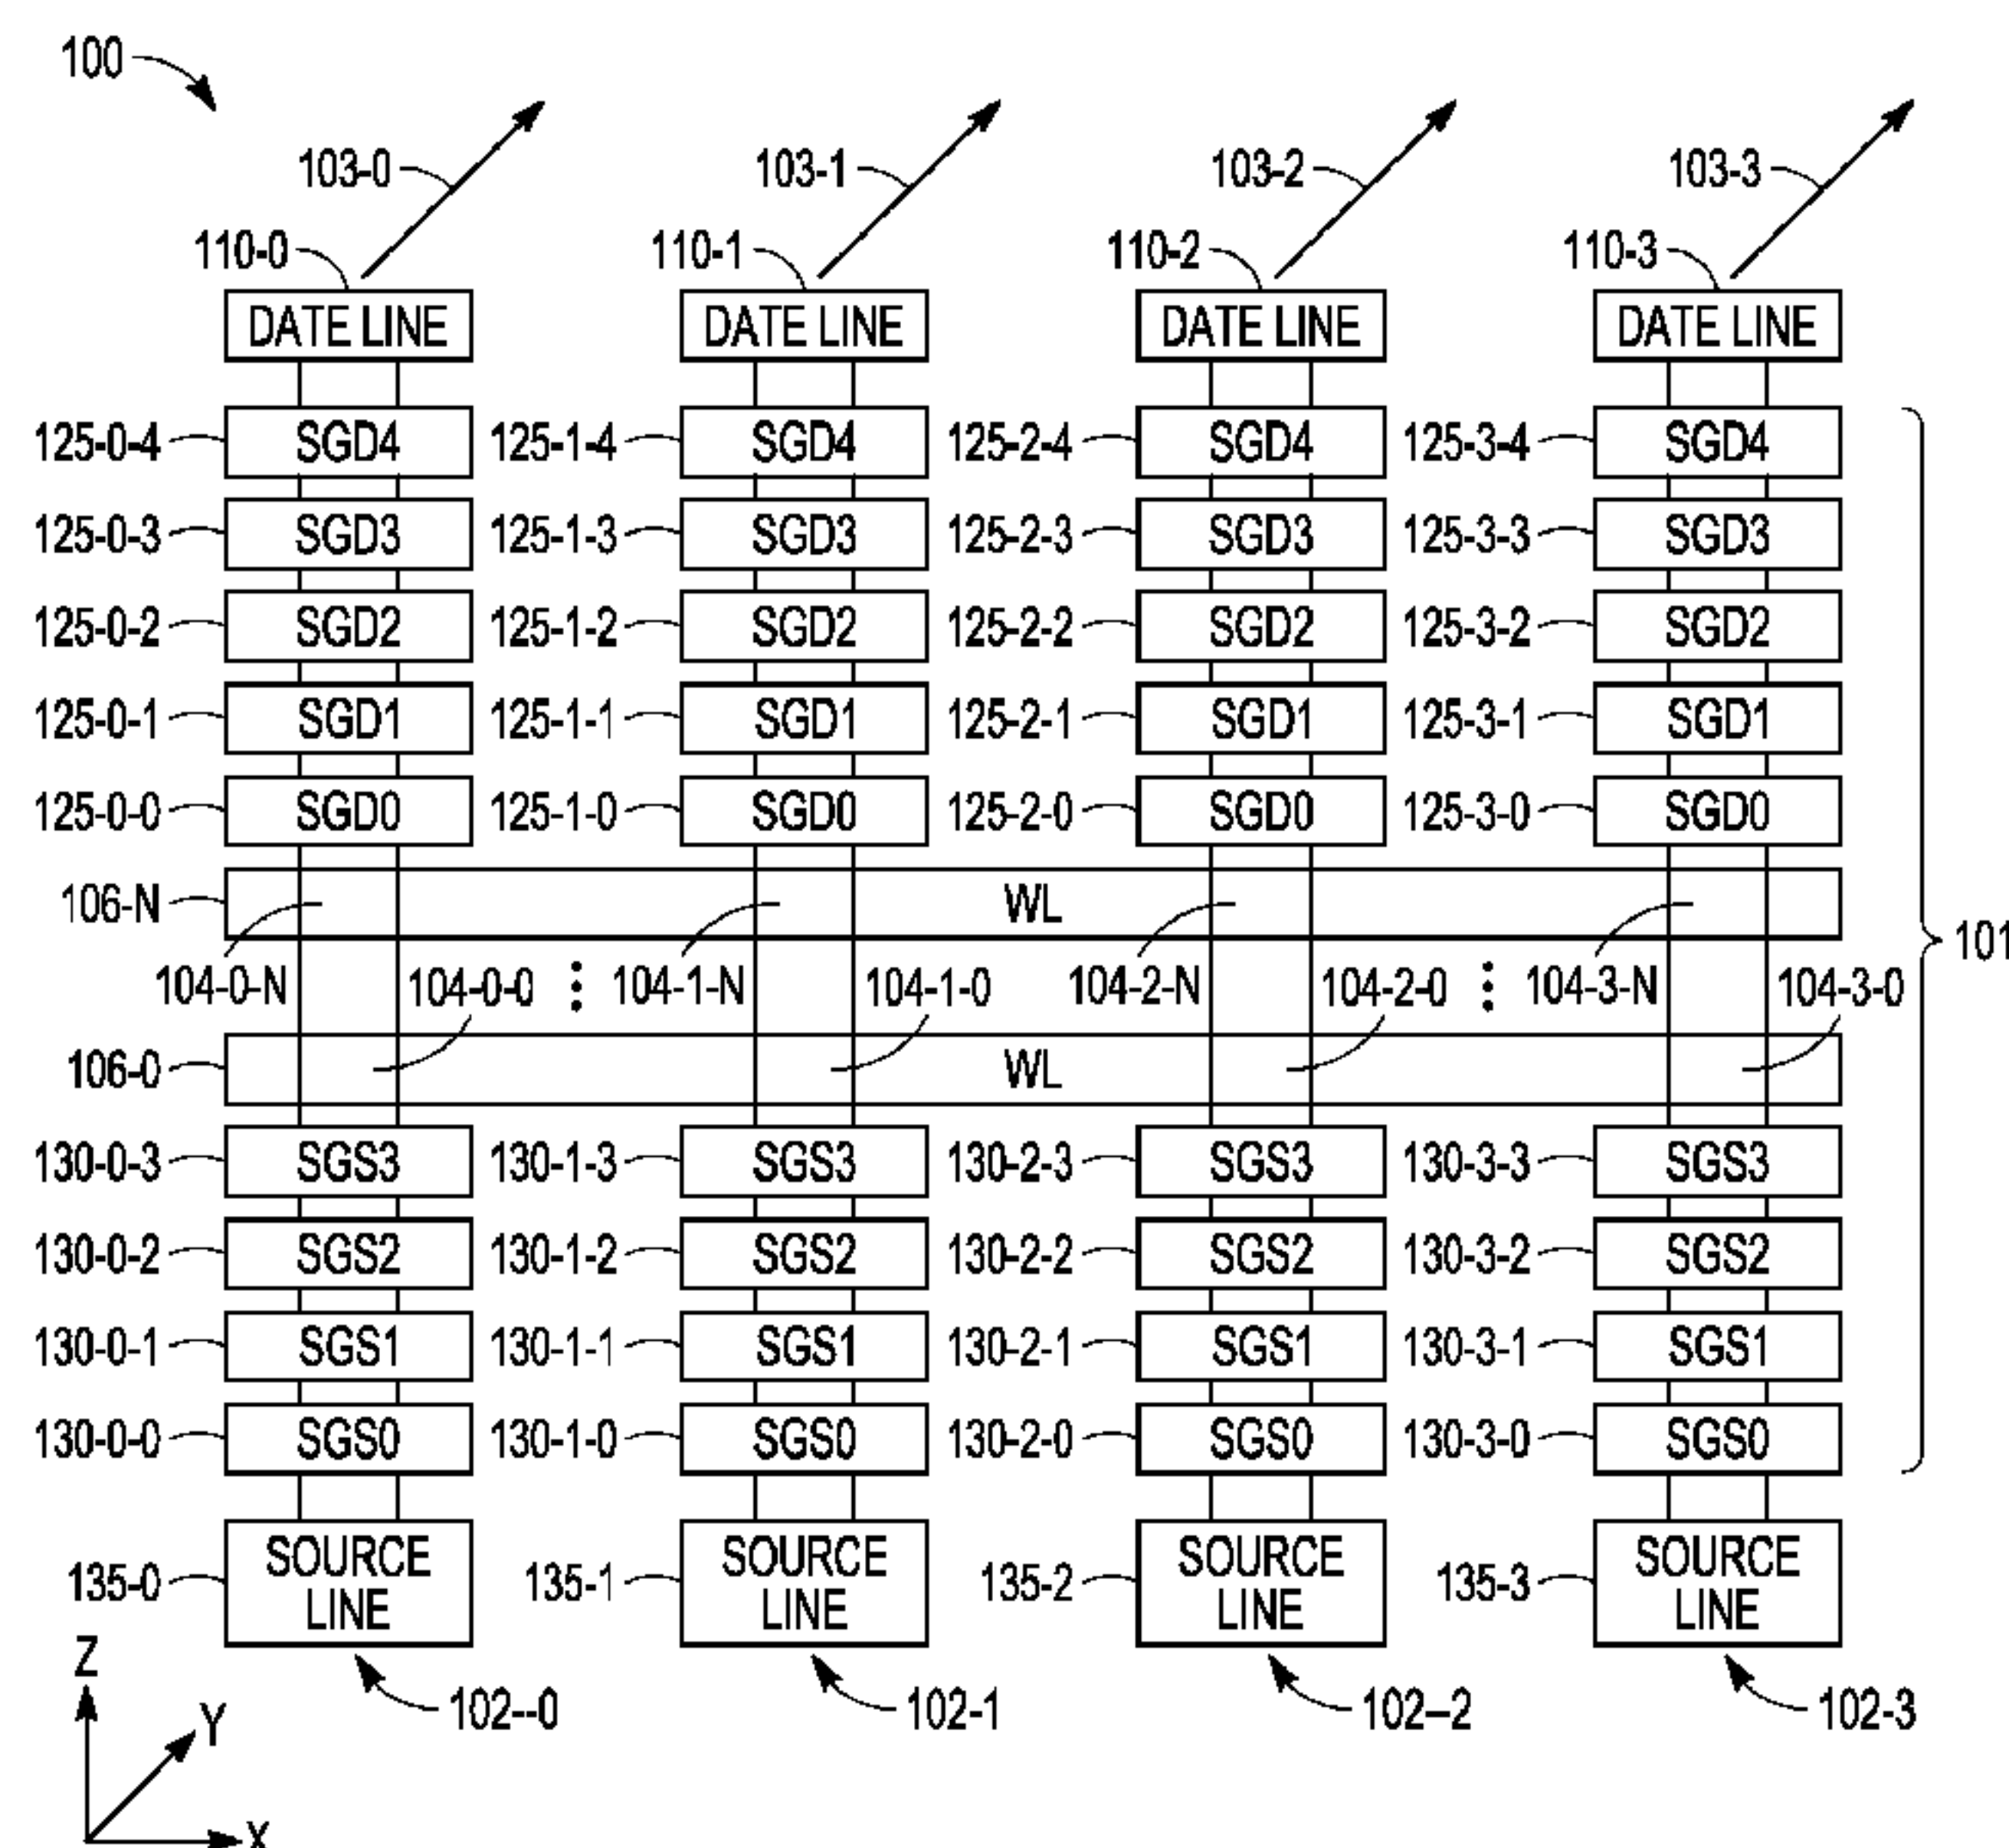 100
103-0 103-1 103-2 103-3
110-0 110-1 110-2 110-3
DATE LINE DATE LINE DATE LINE DATE LINE
125-0-4 SGD4 125-1-4 SGD4 125-2-4 SGD4 125-3-4 SGD4
125-0-3 SGD3 125-1-3 SGD3 125-2-3 SGD3 125-3-3 SGD3
125-0-2 SGD2 125-1-2 SGD2 125-2-2 SGD2 125-3-2 SGD2
125-0-1 SGD1 125-1-1 SGD1 125-2-1 SGD1 125-3-1 SGD1
125-0-0 SGD0 125-1-0 SGD0 125-2-0 SGD0 125-3-0 SGD0
106-N WL
101
104-0-N 104-0-0 104-1-N 104-1-0 104-2-N 104-2-0 104-3-N 104-3-0
106-0 WL
130-0-3 SGS3 130-1-3 SGS3 130-2-3 SGS3 130-3-3 SGS3
130-0-2 SGS2 130-1-2 SGS2 130-2-2 SGS2 130-3-2 SGS2
130-0-1 SGS1 130-1-1 SGS1 130-2-1 SGS1 130-3-1 SGS1
130-0-0 SGS0 130-1-0 SGS0 130-2-0 SGS0 130-3-0 SGS0
135-0 SOURCE LINE 135-1 SOURCE LINE 135-2 SOURCE LINE 135-3 SOURCE LINE
102--0 102-1 102--2 102-3
Z
Y
X